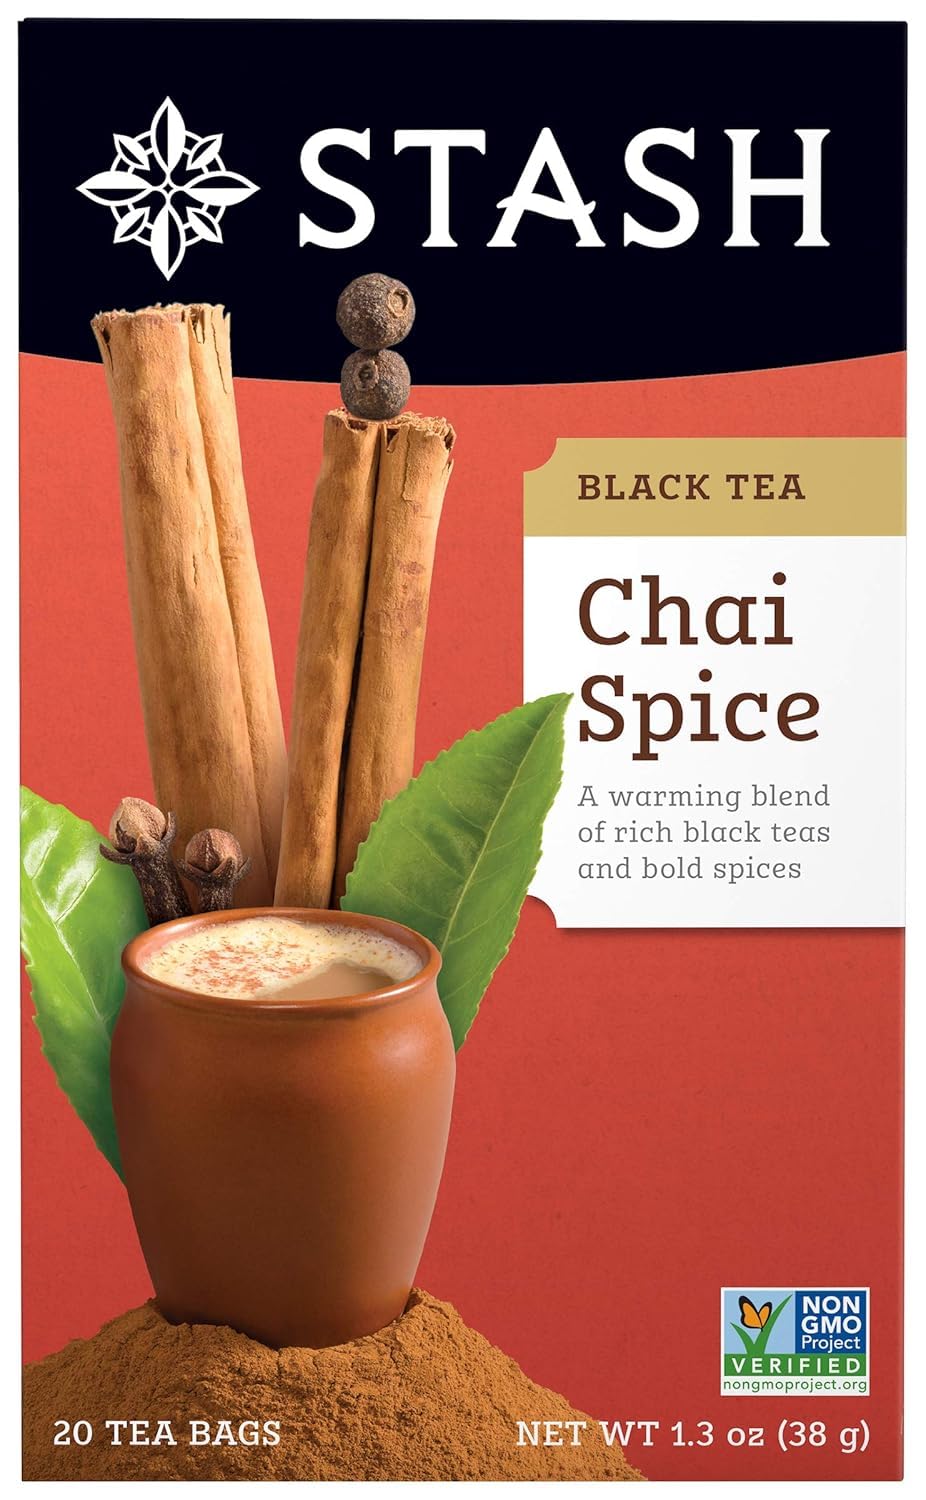 STASH
BLACK TEA
Chai
Spice
A warming blend
of rich black teas
and bold spices
NON
GMO
Project
VERIFIED
nongmoproject.org
20 TEA BAGS
NET WT 1.3 oz (38 g)